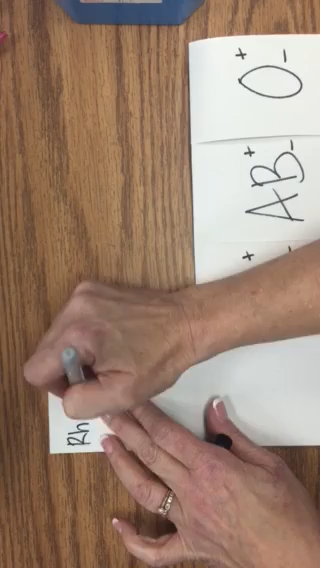 O + -
AB + -
+ -
Rh